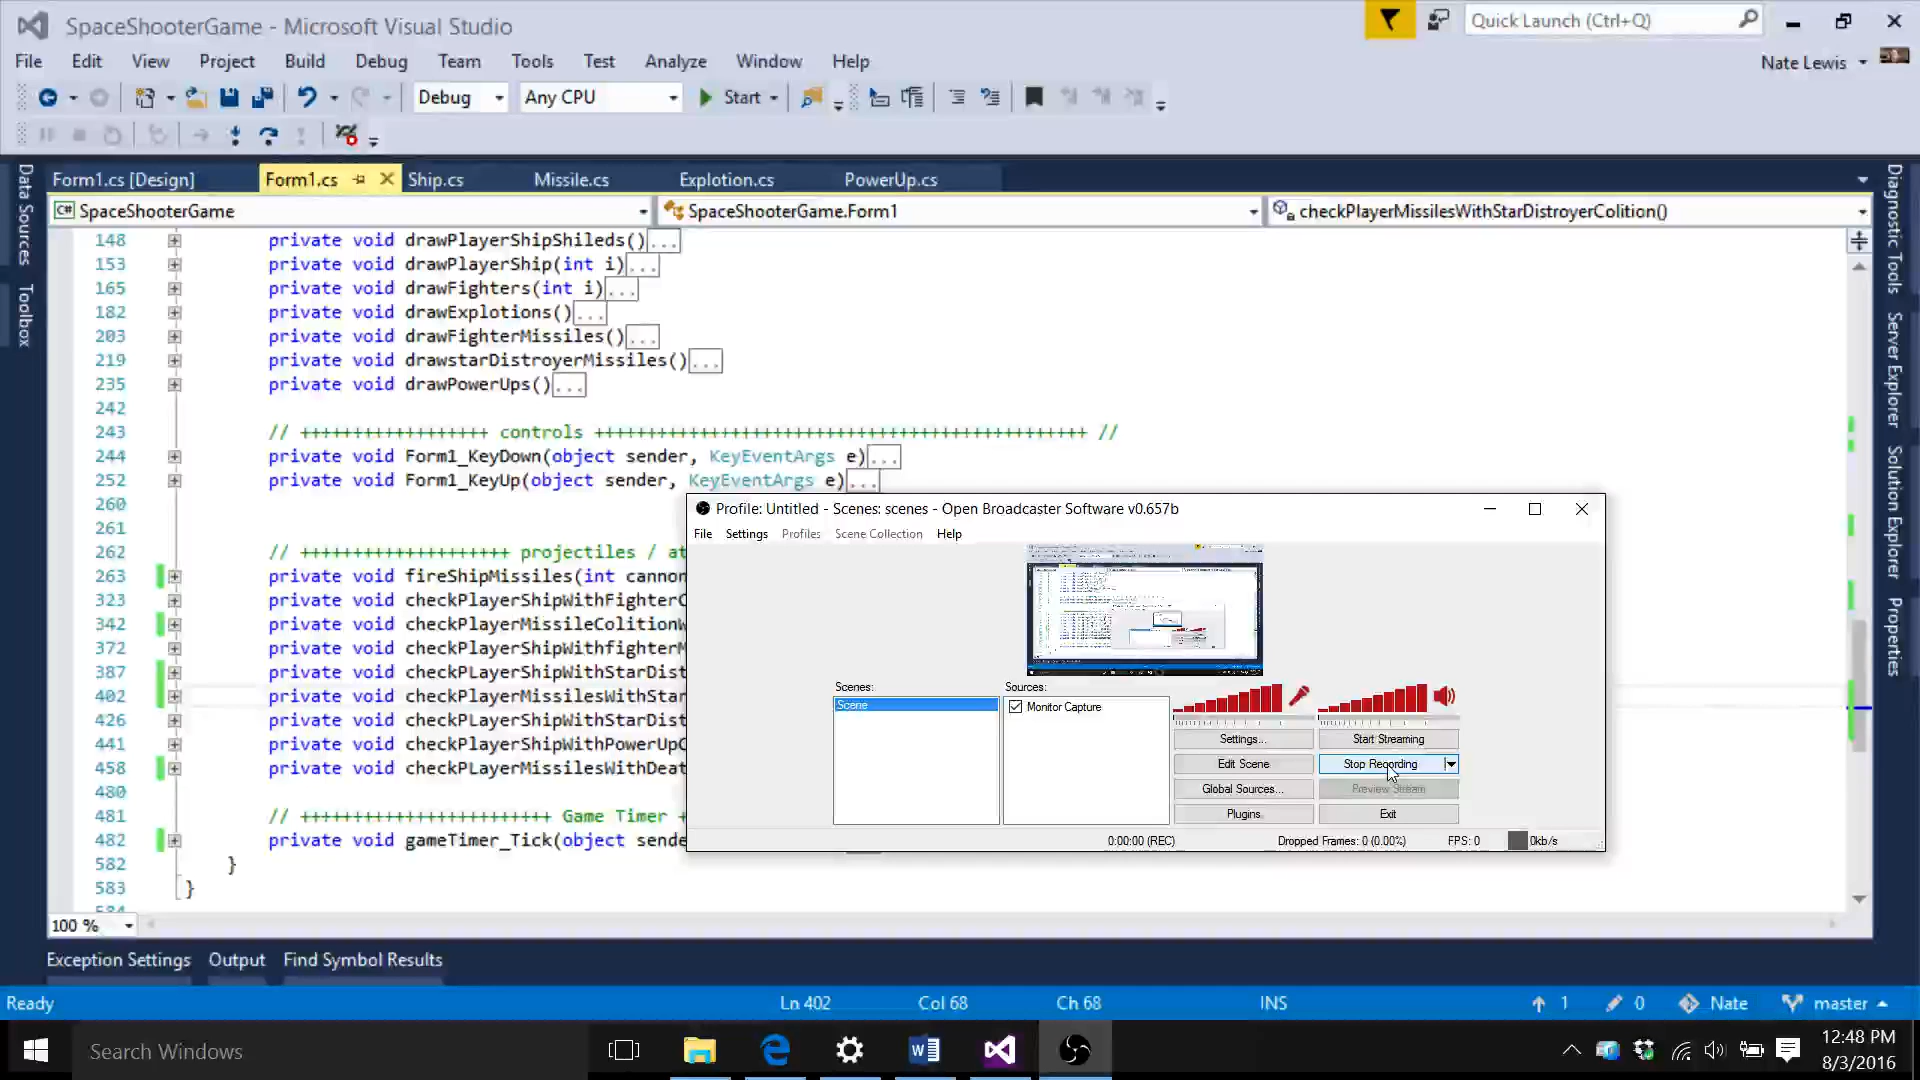 SpaceShooterGame - Microsoft Visual Studio
Quick Launch (Ctrl+Q)
File Edit View Project Build Debug Team Tools Test Analyze Window Help
Nate Lewis
Debug Any CPU Start
Form1.cs [Design] Form1.cs Ship.cs Missile.cs Explotion.cs PowerUp.cs
C# SpaceShooterGame SpaceShooterGame.Form1 checkPlayerMissilesWithStarDistroyerColition()
Data Sources
Toolbox
148 private void drawPlayerShipShileds()...
153 private void drawPlayerShip(int i)...
165 private void drawFighters(int i)...
182 private void drawExplotions()...
203 private void drawFighterMissiles()...
219 private void drawstarDistroyerMissiles()...
235 private void drawPowerUps()...
242
243 // ++++++++++++++++++ controls +++++++++++++++++++++++++++++++++++++++++++++++ //
244 private void Form1_KeyDown(object sender, KeyEventArgs e)...
252 private void Form1_KeyUp(object sender, KeyEventArgs e)...
260
261
262 // ++++++++++++++++++++ projectiles / at
263 private void fireShipMissiles(int cannon
323 private void checkPlayerShipWithFighterC
342 private void checkPlayerMissileColitionW
372 private void checkPlayerShipWithfighterM
387 private void checkPLayerShipWithStarDist
402 private void checkPlayerMissilesWithStar
426 private void checkPLayerShipWithStarDist
441 private void checkPlayerShipWithPowerUpC
458 private void checkPLayerMissilesWithDeat
480
481 // ++++++++++++++++++++++++ Game Timer +
482 private void gameTimer_Tick(object sende
582 }
583 }
584
Diagnostic Tools
Server Explorer
Solution Explorer
Properties
Profile: Untitled - Scenes: scenes - Open Broadcaster Software v0.657b
File Settings Profiles Scene Collection Help
Scenes: Sources:
Scene
Monitor Capture
Settings... Start Streaming
Edit Scene Stop Recording
Global Sources... Preview Stream
Plugins Exit
0:00:00 (REC) Dropped Frames: 0 (0.00%) FPS: 0 0kb/s
100 %
Exception Settings Output Find Symbol Results
Ready Ln 402 Col 68 Ch 68 INS 1 0 Nate master
Search Windows
12:48 PM
8/3/2016